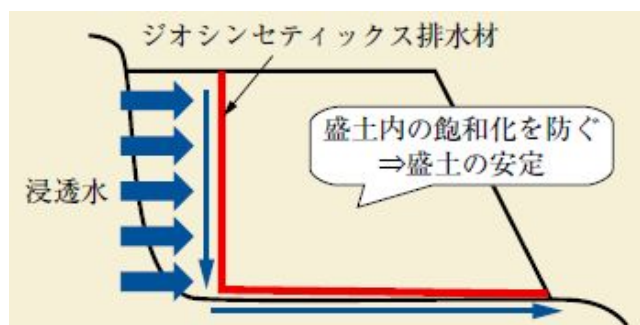 ジオシンセティックス排水材
盛土内の飽和化を防ぐ
⇒盛土の安定
浸透水